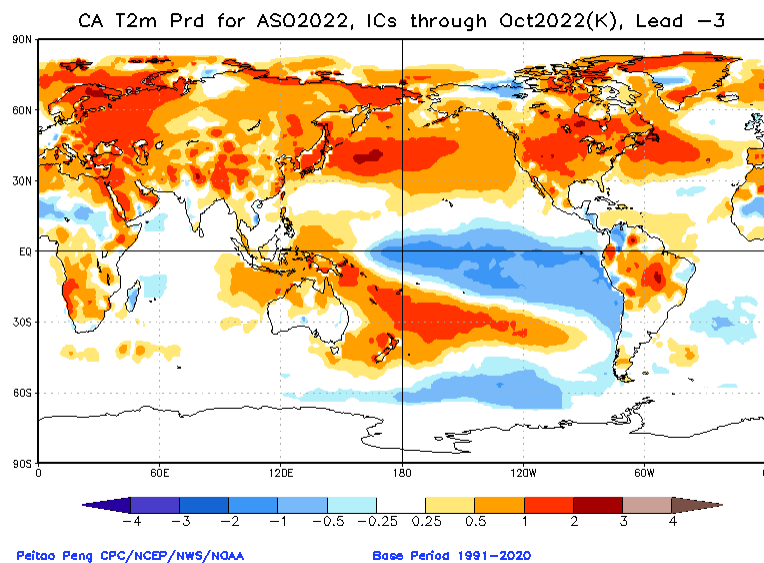 CA T2m Prd for ASO2022, ICs through Oct2022(K), Lead −3
90N
60N
30N
EQ
30S
60S
90S
0 60E 120E 180 120W 60W 0
−4 −3 −2 −1 −0.5 −0.25 0.25 0.5 1 2 3 4
Peitao Peng CPC/NCEP/NWS/NOAA Base Period 1991−2020